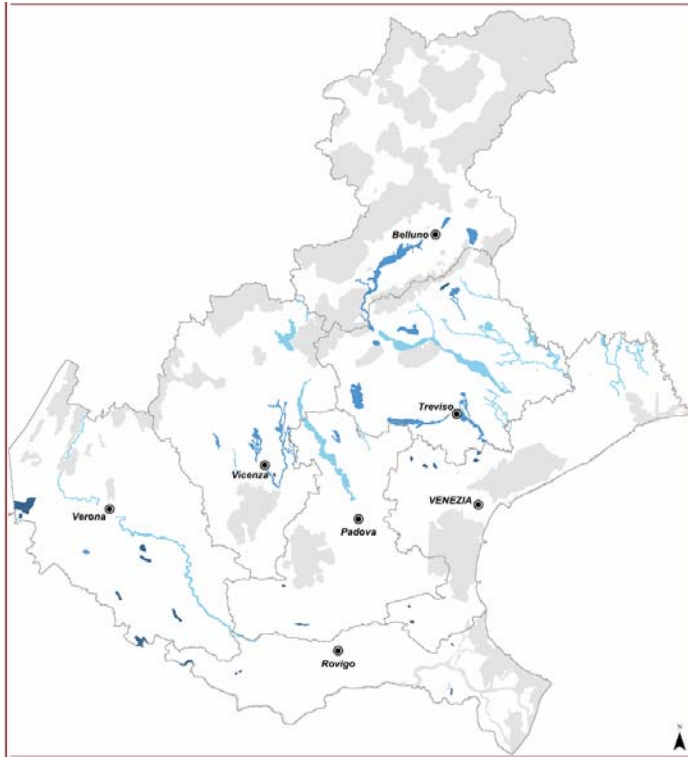 Belluno
Treviso
Vicenza
VENEZIA
Verona
Padova
Rovigo
N